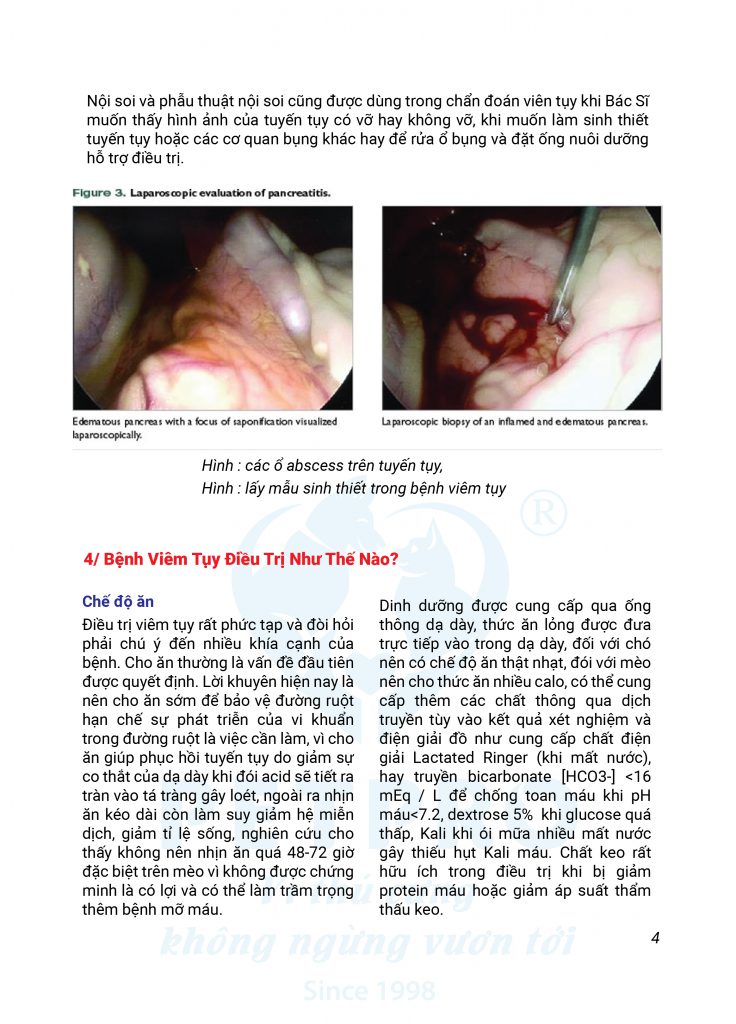 Nội soi và phẫu thuật nội soi cũng được dùng trong chẩn đoán viên tụy khi Bác Sĩ
muốn thấy hình ảnh của tuyến tụy có vỡ hay không vỡ, khi muốn làm sinh thiết
tuyến tụy hoặc các cơ quan bụng khác hay để rửa ổ bụng và đặt ống nuôi dưỡng
hỗ trợ điều trị.
Figure 3. Laparoscopic evaluation of pancreatitis.
Edematous pancreas with a focus of saponification visualized
laparoscopically.
Laparoscopic biopsy of an inflamed and edematous pancreas.
Hình : các ổ abscess trên tuyến tụy,
Hình : lấy mẫu sinh thiết trong bệnh viêm tụy
®
4/ Bệnh Viêm Tụy Điều Trị Như Thế Nào?
Chế độ ăn
Điều trị viêm tụy rất phức tạp và đòi hỏi
phải chú ý đến nhiều khía cạnh của
bệnh. Cho ăn thường là vấn đề đầu tiên
được quyết định. Lời khuyên hiện nay là
nên cho ăn sớm để bảo vệ đường ruột
hạn chế sự phát triển của vi khuẩn
trong đường ruột là việc cần làm, vì cho
ăn giúp phục hồi tuyến tụy do giảm sự
co thắt của dạ dày khi đói acid sẽ tiết ra
tràn vào tá tràng gây loét, ngoài ra nhịn
ăn kéo dài còn làm suy giảm hệ miễn
dịch, giảm tỉ lệ sống, nghiên cứu cho
thấy không nên nhịn ăn quá 48-72 giờ
đặc biệt trên mèo vì không được chứng
minh là có lợi và có thể làm trầm trọng
thêm bệnh mỡ máu.
Dinh dưỡng được cung cấp qua ống
thông dạ dày, thức ăn lỏng được đưa
trực tiếp vào trong dạ dày, đối với chó
nên có chế độ ăn thật nhạt, đói với mèo
nên cho thức ăn nhiều calo, có thể cung
cấp thêm các chất thông qua dịch
truyền tùy vào kết quả xét nghiệm và
điện giải đồ như cung cấp chất điện
giải Lactated Ringer (khi mất nước),
hay truyền bicarbonate [HCO3-] <16
mEq / L để chống toan máu khi pH
máu<7.2, dextrose 5% khi glucose quá
thấp, Kali khi ói mữa nhiều mất nước
gây thiếu hụt Kali máu. Chất keo rất
hữu ích trong điều trị khi bị giảm
protein máu hoặc giảm áp suất thẩm
thấu keo.
4
không ngừng vươn tới
Since 1998